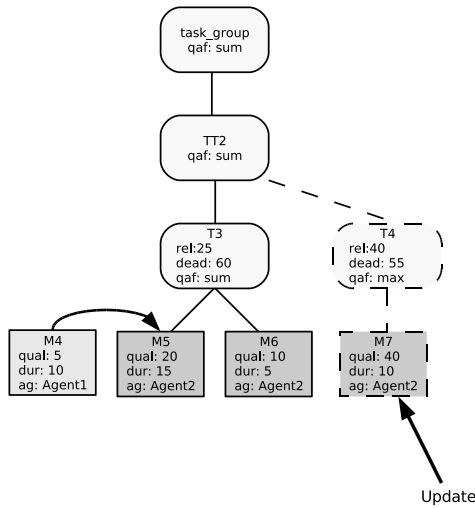 task_group
qaf: sum
TT2
qaf: sum
T3
rel:25
dead: 60
qaf: sum
T4
rel:40
dead: 55
qaf: max
M4
qual: 5
dur: 10
ag: Agent1
M5
qual: 20
dur: 15
ag: Agent2
M6
qual: 10
dur: 5
ag: Agent2
M7
qual: 40
dur: 10
ag: Agent2
Update